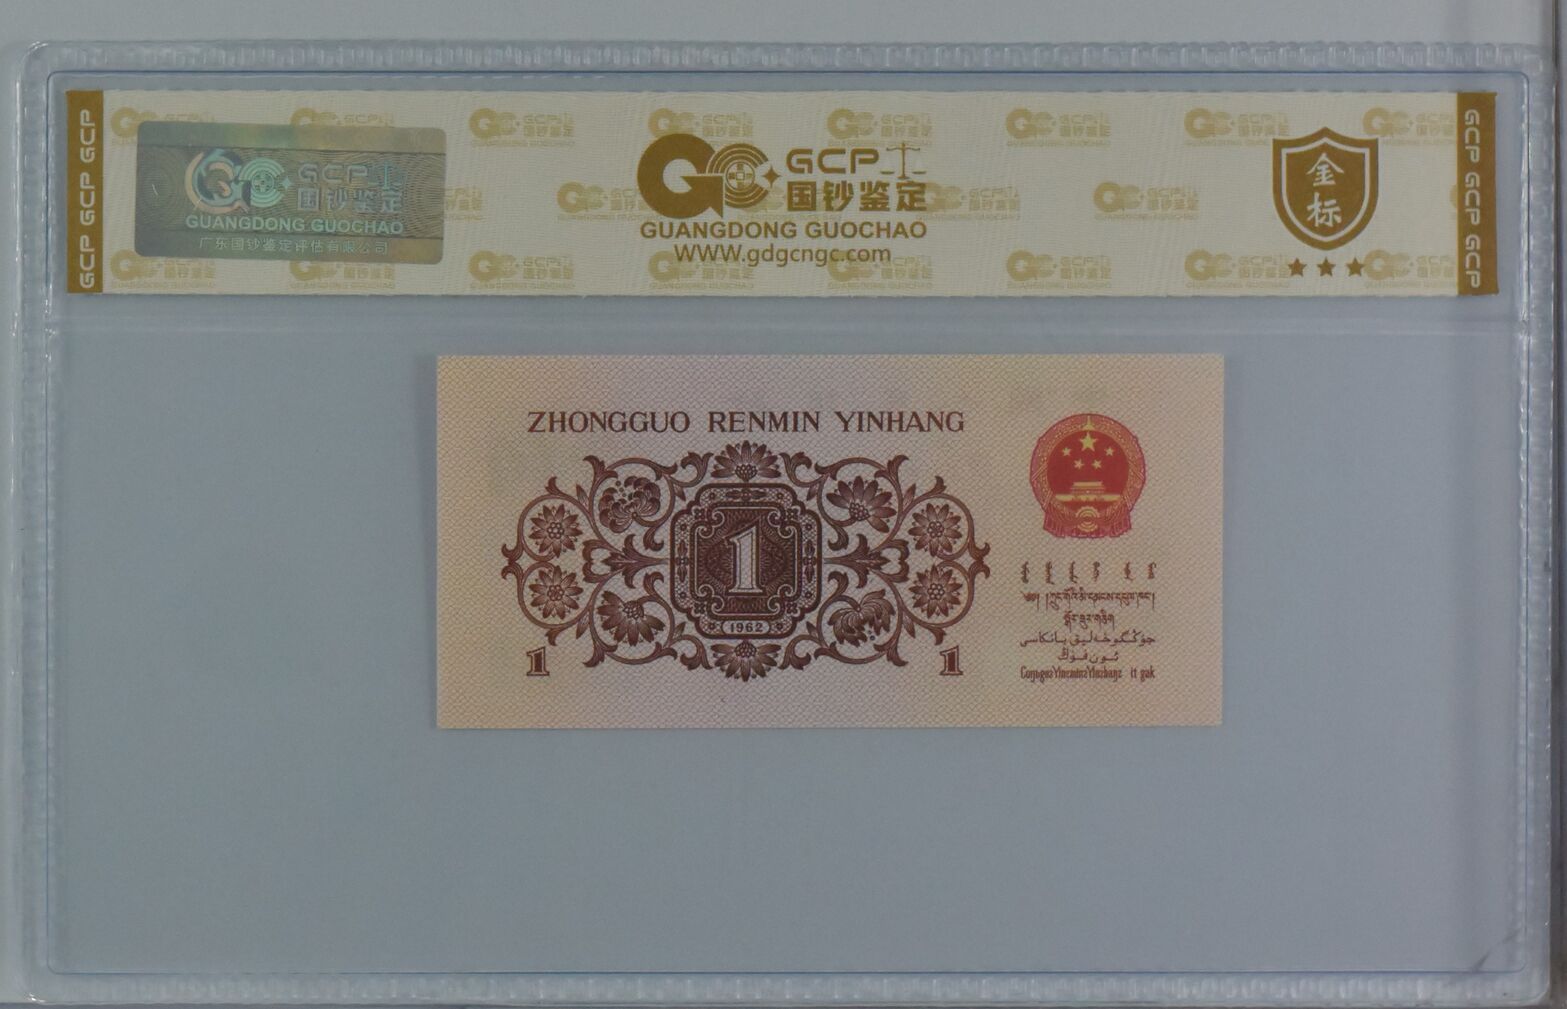 GCP GCP GCP
GCP 国钞鉴定
GUANGDONG GUOCHAO
广东国钞鉴定评估有限公司
GCP
国钞鉴定
GUANGDONG GUOCHAO
WWW.gdgcngc.com
金标
GCP GCP GCP
ZHONGGUO RENMIN YINHANG
1
1962
1 1